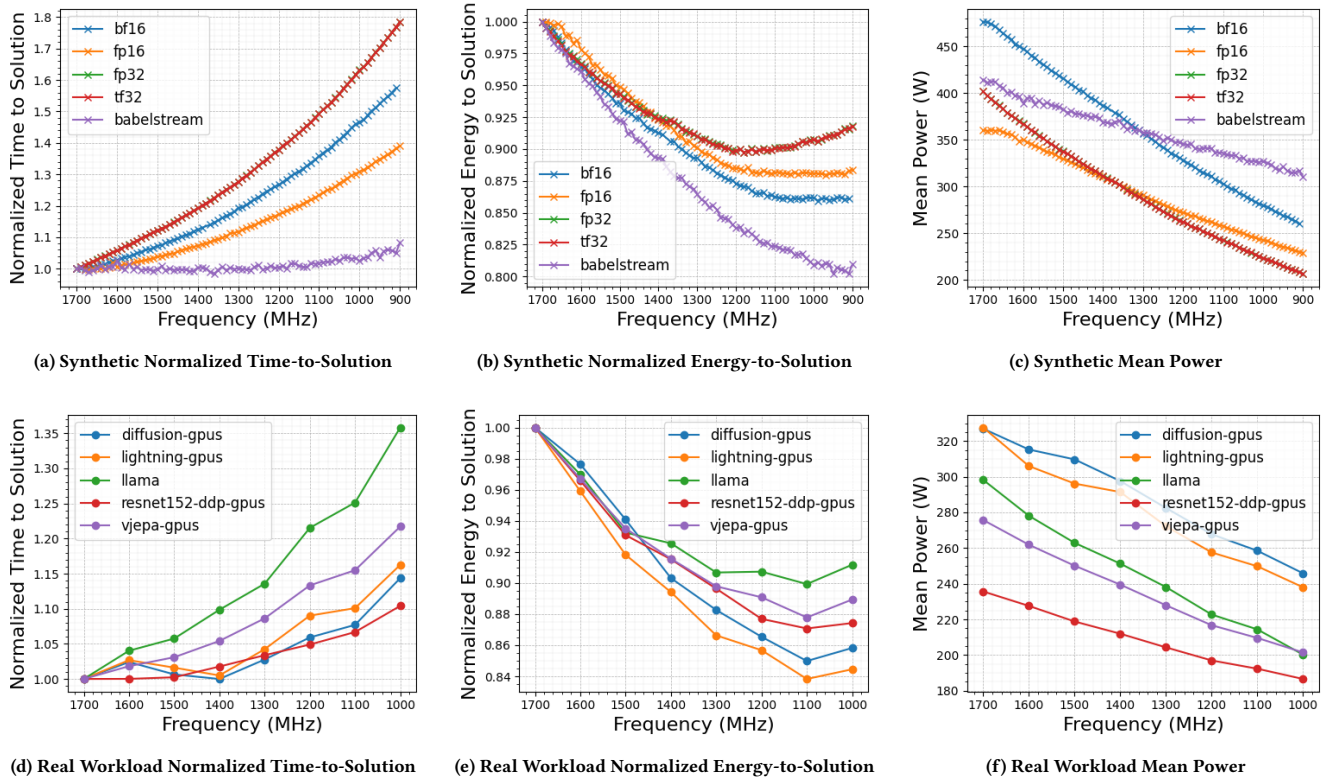 1.8
1.7
1.6
1.5
1.4
1.3
1.2
1.1
1.0
Normalized Time to Solution
bf16
fp16
fp32
tf32
babelstream
1700 1600 1500 1400 1300 1200 1100 1000 900
Frequency (MHz)
(a) Synthetic Normalized Time-to-Solution
1.000
0.975
0.950
0.925
0.900
0.875
0.850
0.825
0.800
Normalized Energy to Solution
bf16
fp16
fp32
tf32
babelstream
1700 1600 1500 1400 1300 1200 1100 1000 900
Frequency (MHz)
(b) Synthetic Normalized Energy-to-Solution
450
400
350
300
250
200
Mean Power (W)
bf16
fp16
fp32
tf32
babelstream
1700 1600 1500 1400 1300 1200 1100 1000 900
Frequency (MHz)
(c) Synthetic Mean Power
1.35
1.30
1.25
1.20
1.15
1.10
1.05
1.00
Normalized Time to Solution
diffusion-gpus
lightning-gpus
llama
resnet152-ddp-gpus
vjepa-gpus
1700 1600 1500 1400 1300 1200 1100 1000
Frequency (MHz)
(d) Real Workload Normalized Time-to-Solution
1.00
0.98
0.96
0.94
0.92
0.90
0.88
0.86
0.84
Normalized Energy to Solution
diffusion-gpus
lightning-gpus
llama
resnet152-ddp-gpus
vjepa-gpus
1700 1600 1500 1400 1300 1200 1100 1000
Frequency (MHz)
(e) Real Workload Normalized Energy-to-Solution
320
300
280
260
240
220
200
180
Mean Power (W)
diffusion-gpus
lightning-gpus
llama
resnet152-ddp-gpus
vjepa-gpus
1700 1600 1500 1400 1300 1200 1100 1000
Frequency (MHz)
(f) Real Workload Mean Power